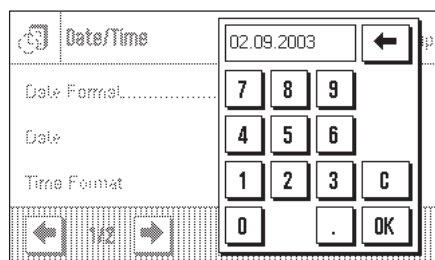 Date/Time
02.09.2003
Date Format
7 8 9
Date
4 5 6
Time Format
1 2 3 C
1/2
0 . OK